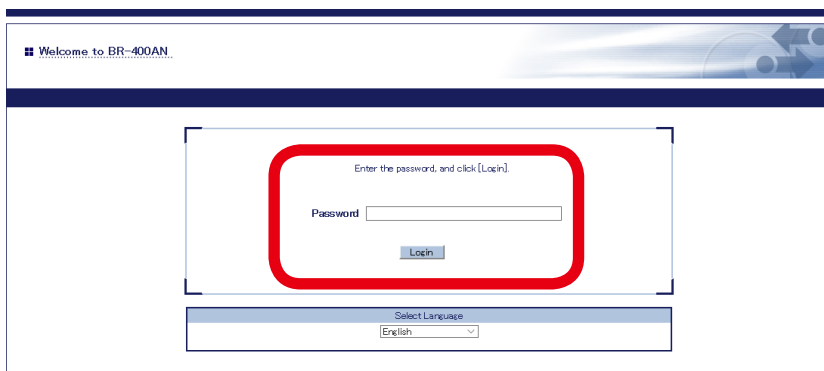 Welcome to BR-400AN
Enter the password, and click [Login].
Password
Login
Select Language
English